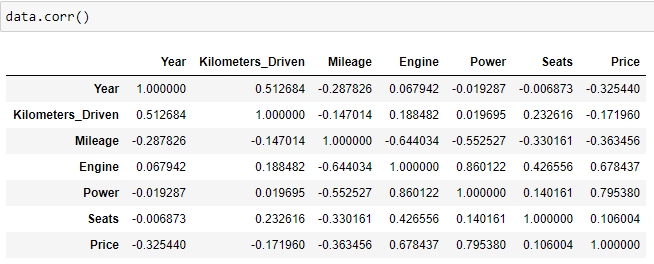 data.corr()
Year Kilometers_Driven Mileage Engine Power Seats Price
Year 1.000000 0.512684 -0.287826 0.067942 -0.019287 -0.006873 -0.325440
Kilometers_Driven 0.512684 1.000000 -0.147014 0.188482 0.019695 0.232616 -0.171960
Mileage -0.287826 -0.147014 1.000000 -0.644034 -0.552527 -0.330161 -0.363456
Engine 0.067942 0.188482 -0.644034 1.000000 0.860122 0.426556 0.678437
Power -0.019287 0.019695 -0.552527 0.860122 1.000000 0.140161 0.795380
Seats -0.006873 0.232616 -0.330161 0.426556 0.140161 1.000000 0.106004
Price -0.325440 -0.171960 -0.363456 0.678437 0.795380 0.106004 1.000000